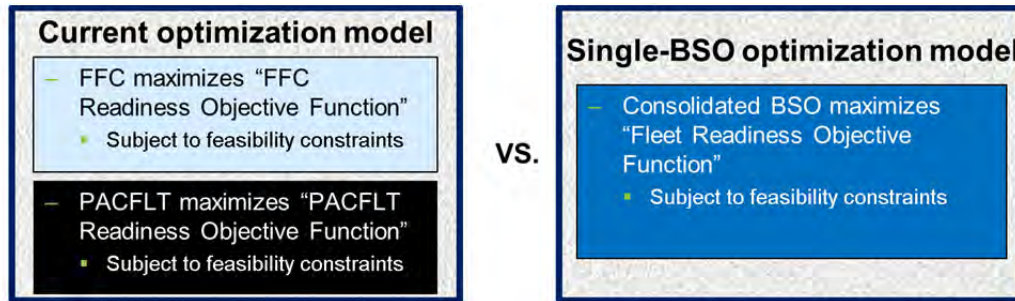 Current optimization model
– FFC maximizes “FFC
Readiness Objective Function”
▪ Subject to feasibility constraints
– PACFLT maximizes “PACFLT
Readiness Objective Function”
▪ Subject to feasibility constraints
VS.
Single-BSO optimization model
– Consolidated BSO maximizes
“Fleet Readiness Objective
Function”
▪ Subject to feasibility constraints